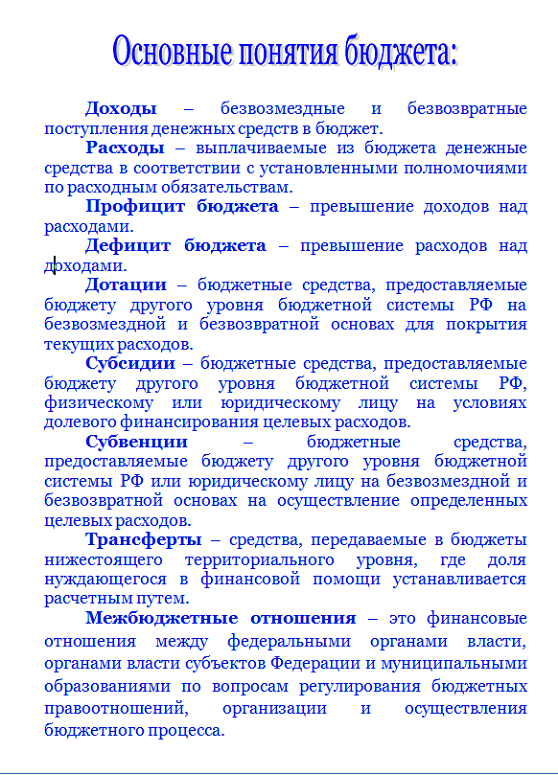 Основные понятия бюджета:
Доходы – безвозмездные и безвозвратные
поступления денежных средств в бюджет.
Расходы – выплачиваемые из бюджета денежные
средства в соответствии с установленными полномочиями
по расходным обязательствам.
Профицит бюджета – превышение доходов над
расходами.
Дефицит бюджета – превышение расходов над
доходами.
Дотации – бюджетные средства, предоставляемые
бюджету другого уровня бюджетной системы РФ на
безвозмездной и безвозвратной основах для покрытия
текущих расходов.
Субсидии – бюджетные средства, предоставляемые
бюджету другого уровня бюджетной системы РФ,
физическому или юридическому лицу на условиях
долевого финансирования целевых расходов.
Субвенции – бюджетные средства,
предоставляемые бюджету другого уровня бюджетной
системы РФ или юридическому лицу на безвозмездной и
безвозвратной основах на осуществление определенных
целевых расходов.
Трансферты – средства, передаваемые в бюджеты
нижестоящего территориального уровня, где доля
нуждающегося в финансовой помощи устанавливается
расчетным путем.
Межбюджетные отношения – это финансовые
отношения между федеральными органами власти,
органами власти субъектов Федерации и муниципальными
образованиями по вопросам регулирования бюджетных
правоотношений, организации и осуществления
бюджетного процесса.